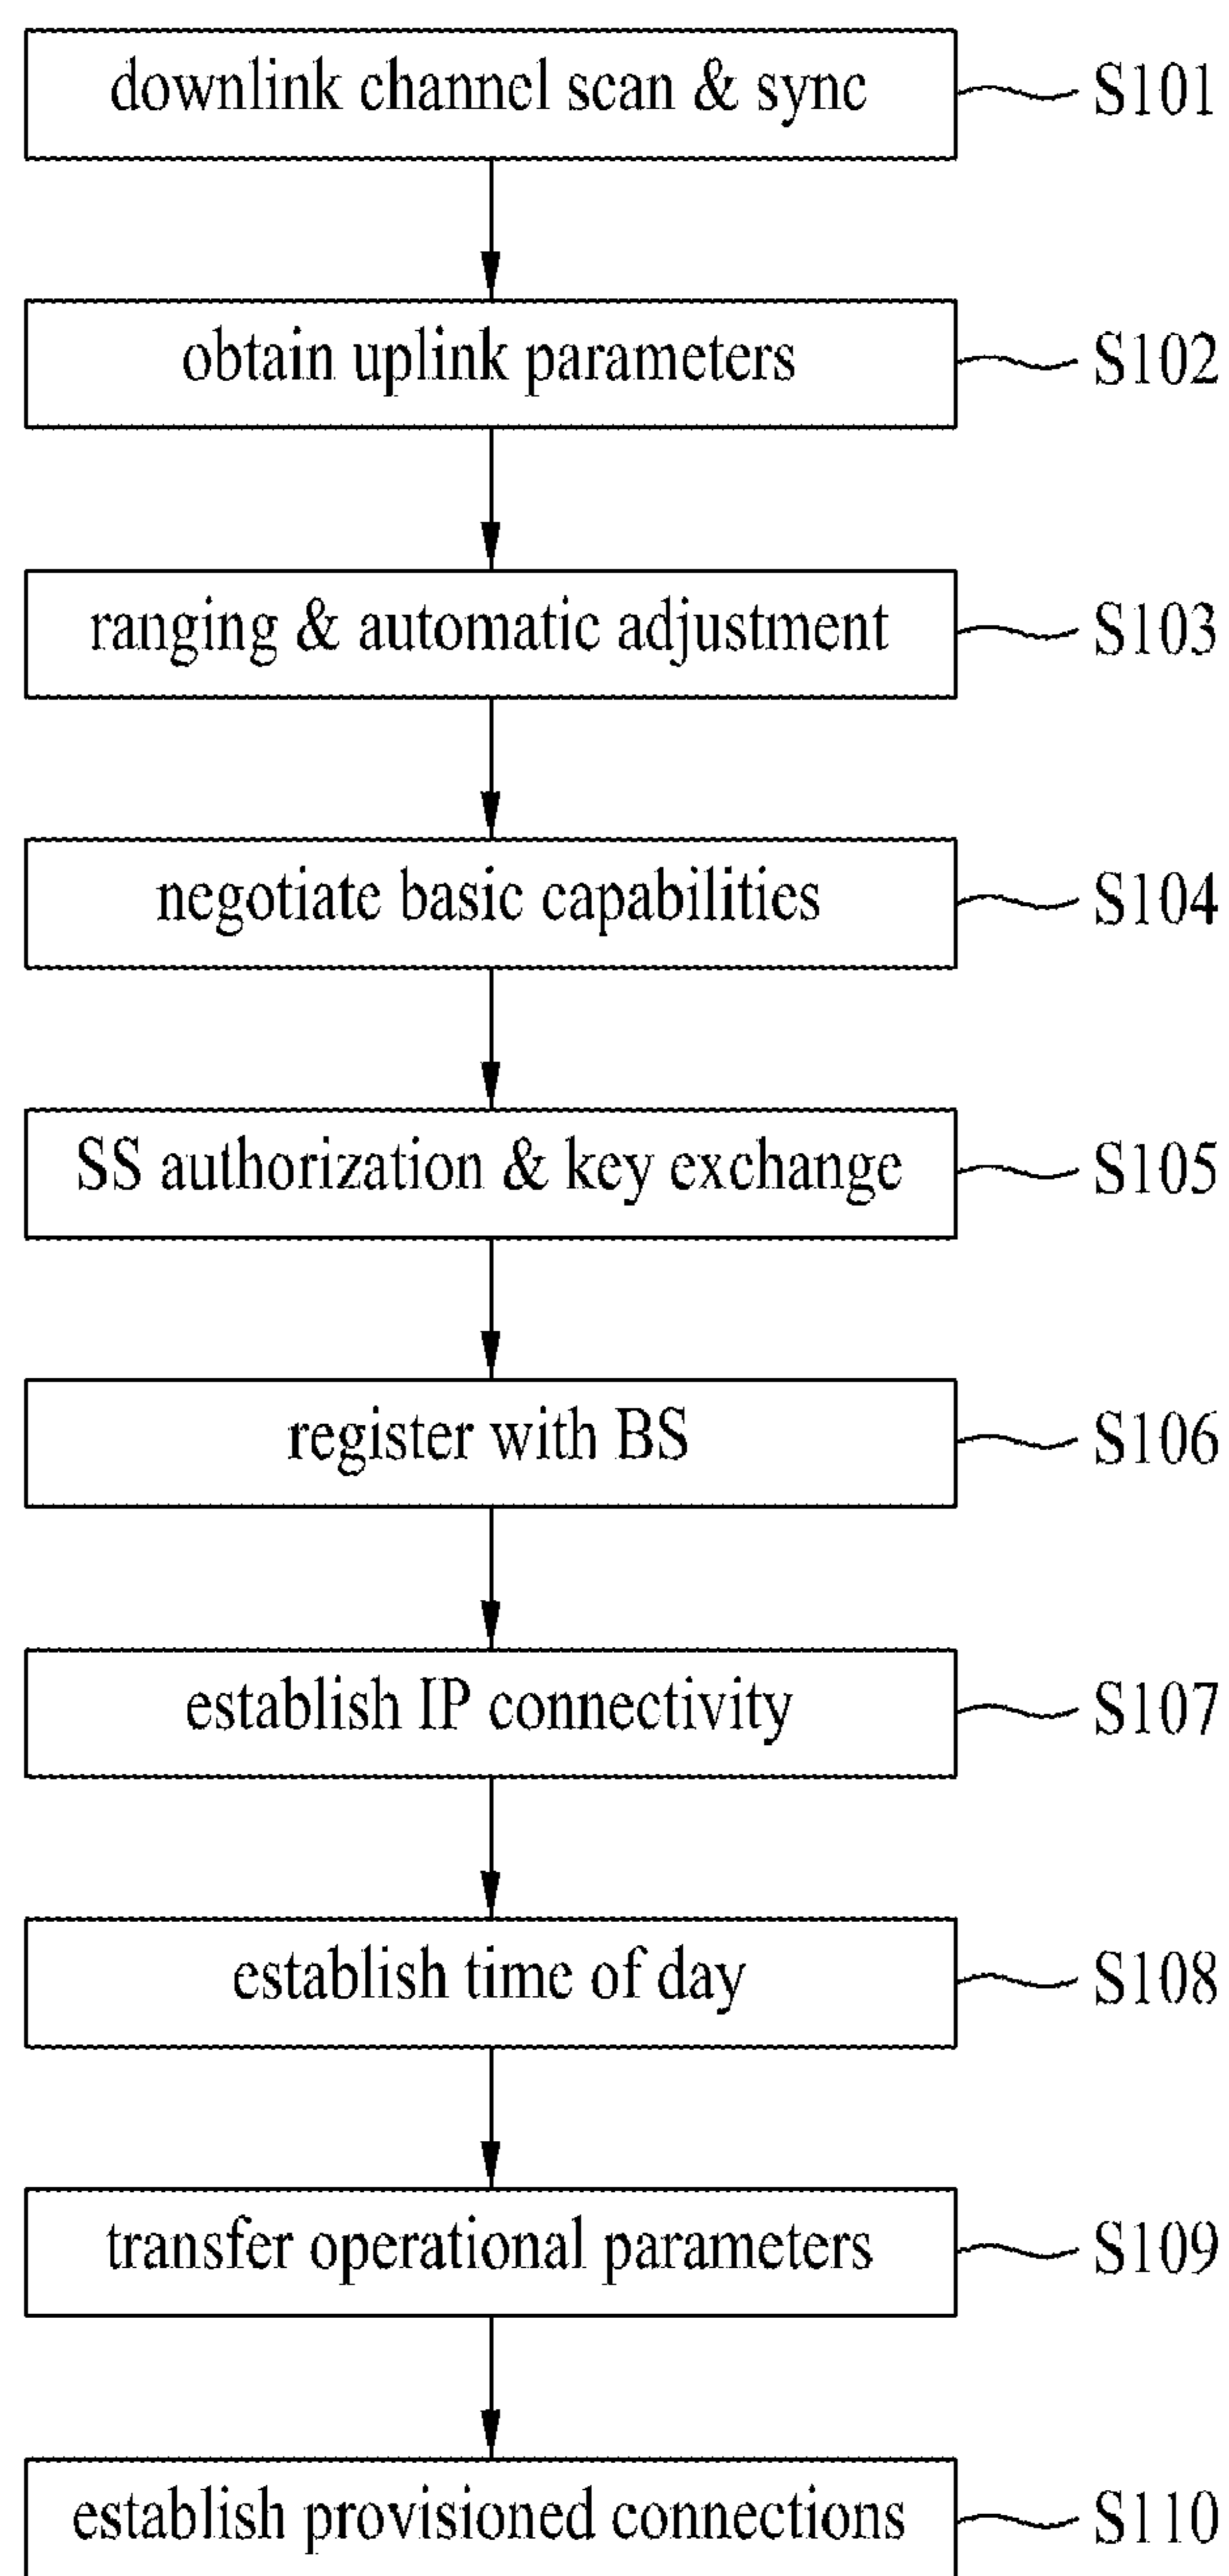 downlink channel scan & sync S101
obtain uplink parameters S102
ranging & automatic adjustment S103
negotiate basic capabilities S104
SS authorization & key exchange S105
register with BS S106
establish IP connectivity S107
establish time of day S108
transfer operational parameters S109
establish provisioned connections S110